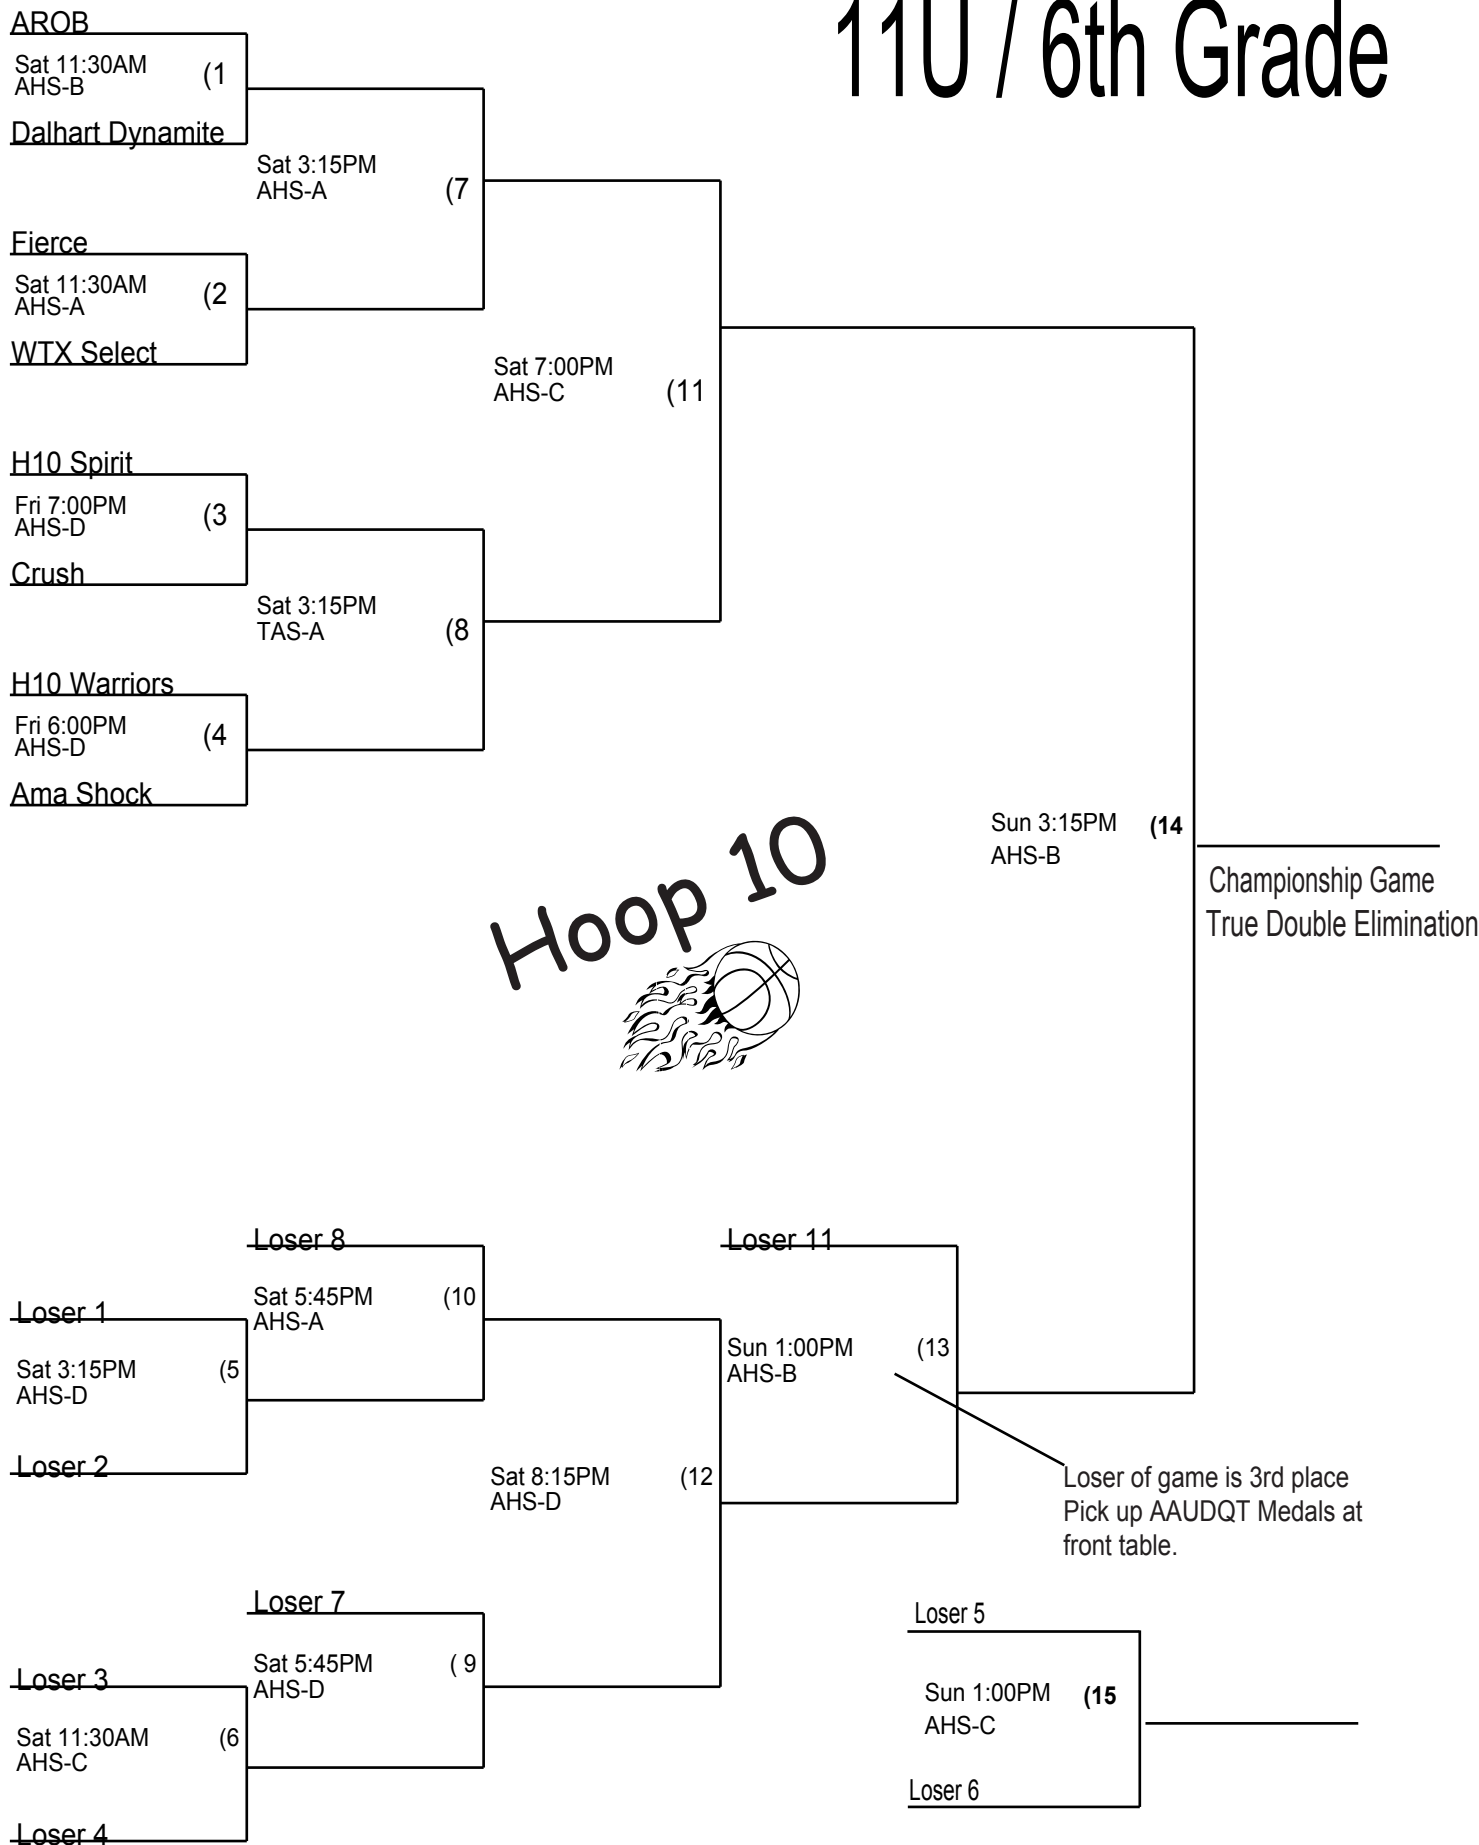 11U / 6th Grade
AROB
Sat 11:30AM (1
AHS-B
Dalhart Dynamite
Sat 3:15PM
AHS-A (7
Fierce
Sat 11:30AM (2
AHS-A
WTX Select
Sat 7:00PM
AHS-C (11
H10 Spirit
Fri 7:00PM (3
AHS-D
Crush
Sat 3:15PM
TAS-A (8
H10 Warriors
Fri 6:00PM (4
AHS-D
Ama Shock
Sun 3:15PM (14
AHS-B
Championship Game
True Double Elimination
Hoop 10
Loser 8
Sat 5:45PM (10
AHS-A
Loser 1
Sat 3:15PM (5
AHS-D
Loser 2
Loser 11
Sun 1:00PM (13
AHS-B
Sat 8:15PM (12
AHS-D
Loser of game is 3rd place
Pick up AAUDQT Medals at
front table.
Loser 7
Sat 5:45PM ( 9
AHS-D
Loser 3
Sat 11:30AM (6
AHS-C
Loser 4
Loser 5
Sun 1:00PM (15
AHS-C
Loser 6